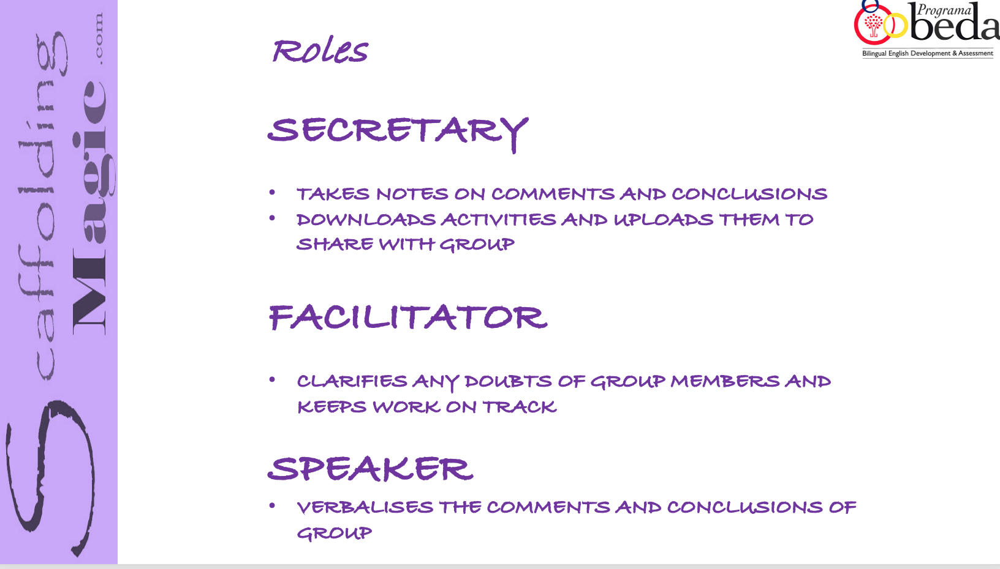 Scaffolding
Magic .com
Programa
beda
Bilingual English Development & Assessment
Roles
SECRETARY
• TAKES NOTES ON COMMENTS AND CONCLUSIONS
• DOWNLOADS ACTIVITIES AND UPLOADS THEM TO
SHARE WITH GROUP
FACILITATOR
• CLARIFIES ANY DOUBTS OF GROUP MEMBERS AND
KEEPS WORK ON TRACK
SPEAKER
• VERBALISES THE COMMENTS AND CONCLUSIONS OF
GROUP